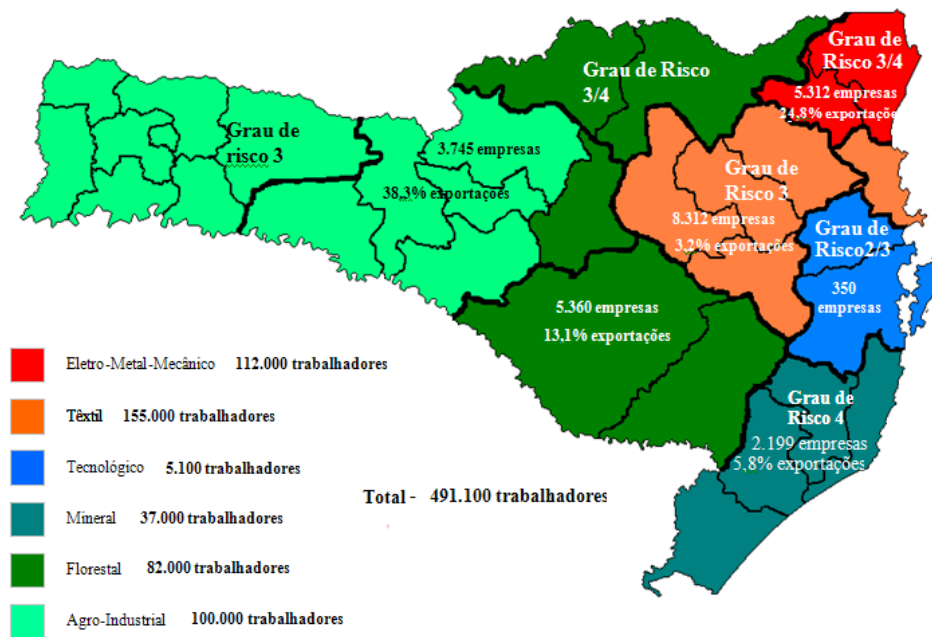 Grau de
Risco 3/4
5.312 empresas
24,8% exportações
Grau de Risco
3/4
Grau de
risco 3
3.745 empresas
38,3% exportações
Grau de
Risco 3
8.312 empresas
3,2% exportações
Grau de
Risco2/3
350
empresas
5.360 empresas
13,1% exportações
Grau de
Risco 4
2.199 empresas
5,8% exportações
Eletro-Metal-Mecânico 112.000 trabalhadores
Têxtil 155.000 trabalhadores
Tecnológico 5.100 trabalhadores
Mineral 37.000 trabalhadores
Florestal 82.000 trabalhadores
Agro-Industrial 100.000 trabalhadores
Total - 491.100 trabalhadores